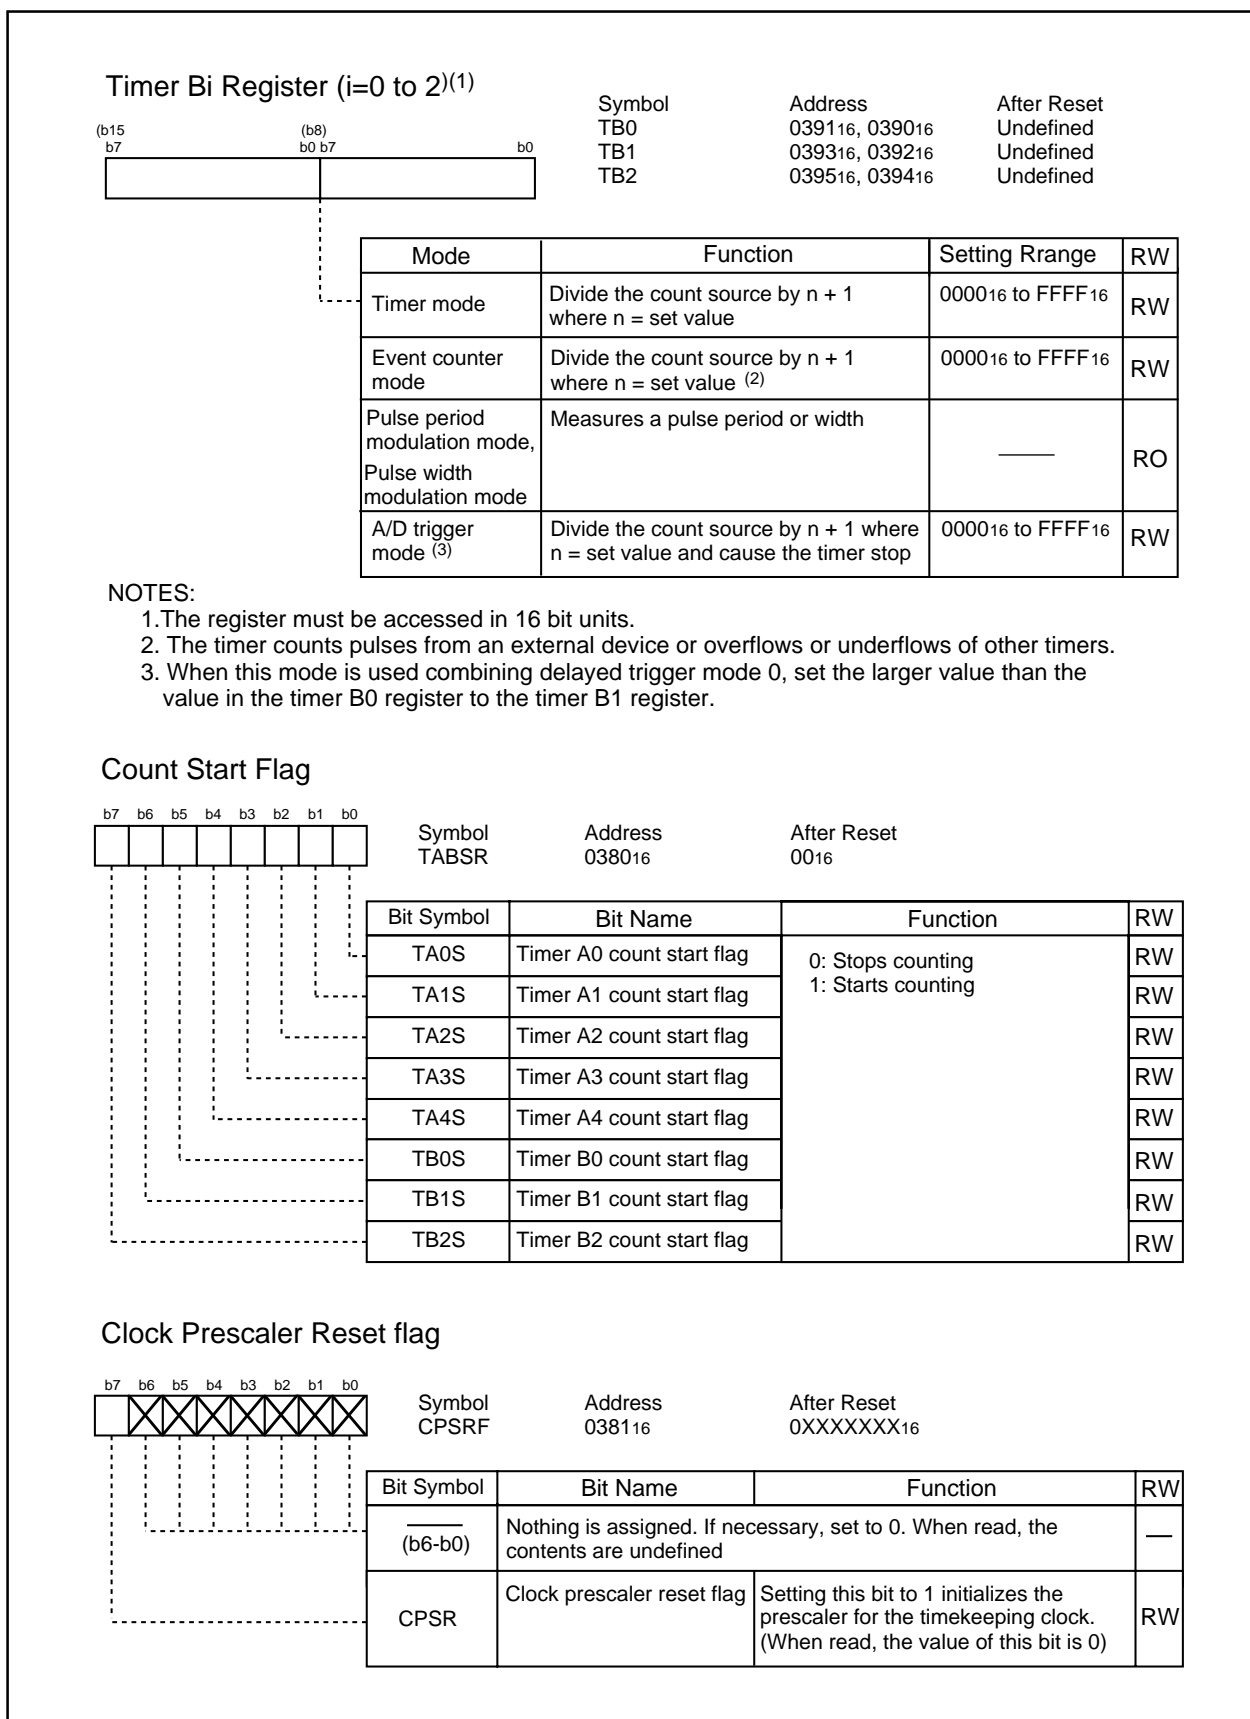 Timer Bi Register (i=0 to 2)(1)
Symbol Address After Reset
TB0 039116, 039016 Undefined
TB1 039316, 039216 Undefined
TB2 039516, 039416 Undefined
(b15 (b8)
b7 b0 b7 b0
Mode Function Setting Rrange RW
Timer mode Divide the count source by n + 1
where n = set value 000016 to FFFF16 RW
Event counter
mode Divide the count source by n + 1
where n = set value (2) 000016 to FFFF16 RW
Pulse period
modulation mode,
Pulse width
modulation mode Measures a pulse period or width RO
A/D trigger
mode (3) Divide the count source by n + 1 where
n = set value and cause the timer stop 000016 to FFFF16 RW
NOTES:
1.The register must be accessed in 16 bit units.
2. The timer counts pulses from an external device or overflows or underflows of other timers.
3. When this mode is used combining delayed trigger mode 0, set the larger value than the
value in the timer B0 register to the timer B1 register.
Count Start Flag
b7 b6 b5 b4 b3 b2 b1 b0
Symbol Address After Reset
TABSR 038016 0016
Bit Symbol Bit Name Function RW
TA0S Timer A0 count start flag 0: Stops counting
1: Starts counting RW
TA1S Timer A1 count start flag RW
TA2S Timer A2 count start flag RW
TA3S Timer A3 count start flag RW
TA4S Timer A4 count start flag RW
TB0S Timer B0 count start flag RW
TB1S Timer B1 count start flag RW
TB2S Timer B2 count start flag RW
Clock Prescaler Reset flag
b7 b6 b5 b4 b3 b2 b1 b0
Symbol Address After Reset
CPSRF 038116 0XXXXXXX16
Bit Symbol Bit Name Function RW
(b6-b0) Nothing is assigned. If necessary, set to 0. When read, the
contents are undefined —
CPSR Clock prescaler reset flag Setting this bit to 1 initializes the
prescaler for the timekeeping clock.
(When read, the value of this bit is 0) RW